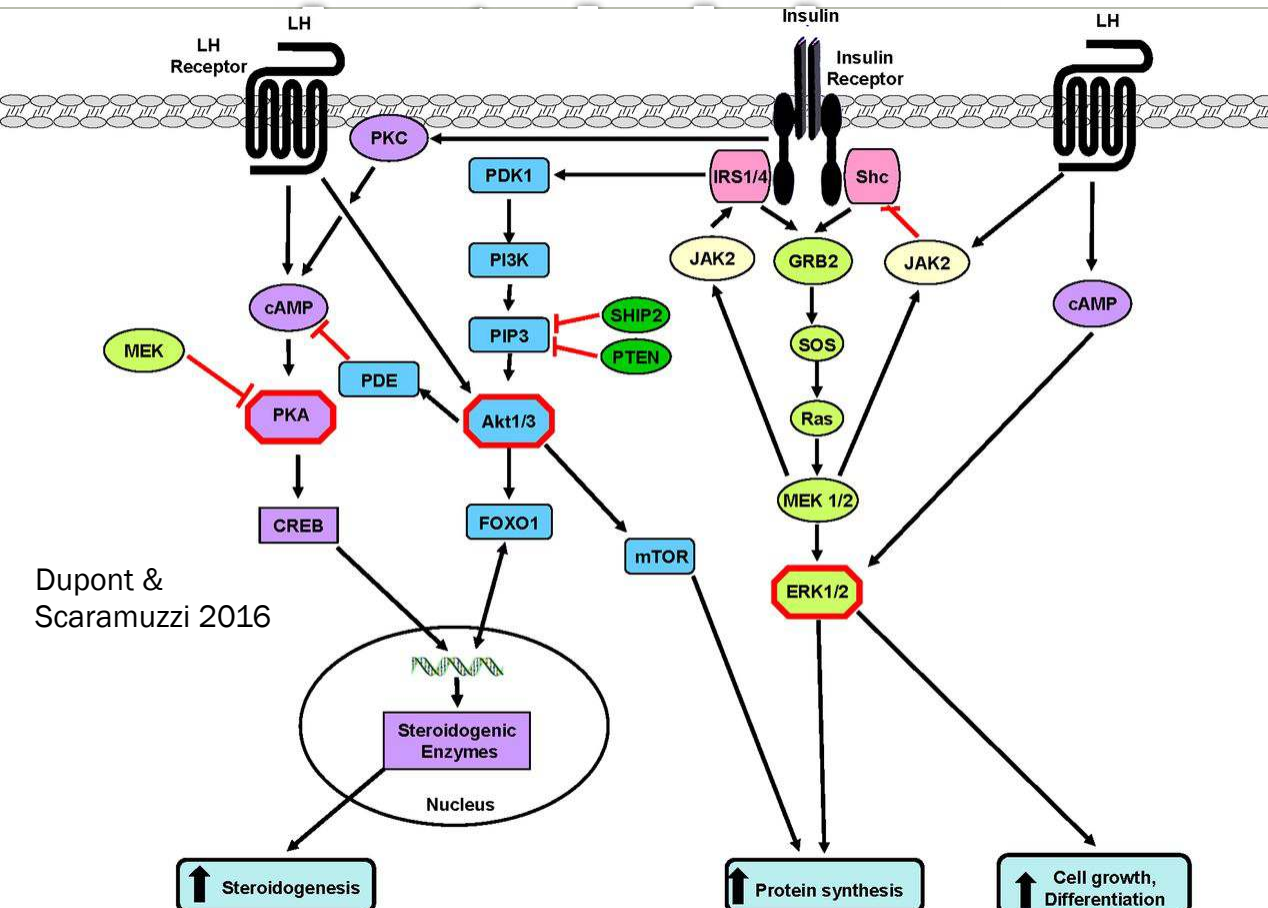 Insulin
LH
LH
LH
Receptor
Insulin
Receptor
PKC
PDK1
IRS1/4
Shc
JAK2
GRB2
JAK2
PI3K
cAMP
cAMP
SHIP2
PIP3
SOS
MEK
PTEN
PDE
PKA
Akt1/3
Ras
MEK 1/2
CREB
FOXO1
mTOR
ERK1/2
Dupont &
Scaramuzzi 2016
Steroidogenic
Enzymes
Nucleus
Steroidogenesis
Protein synthesis
Cell growth,
Differentiation